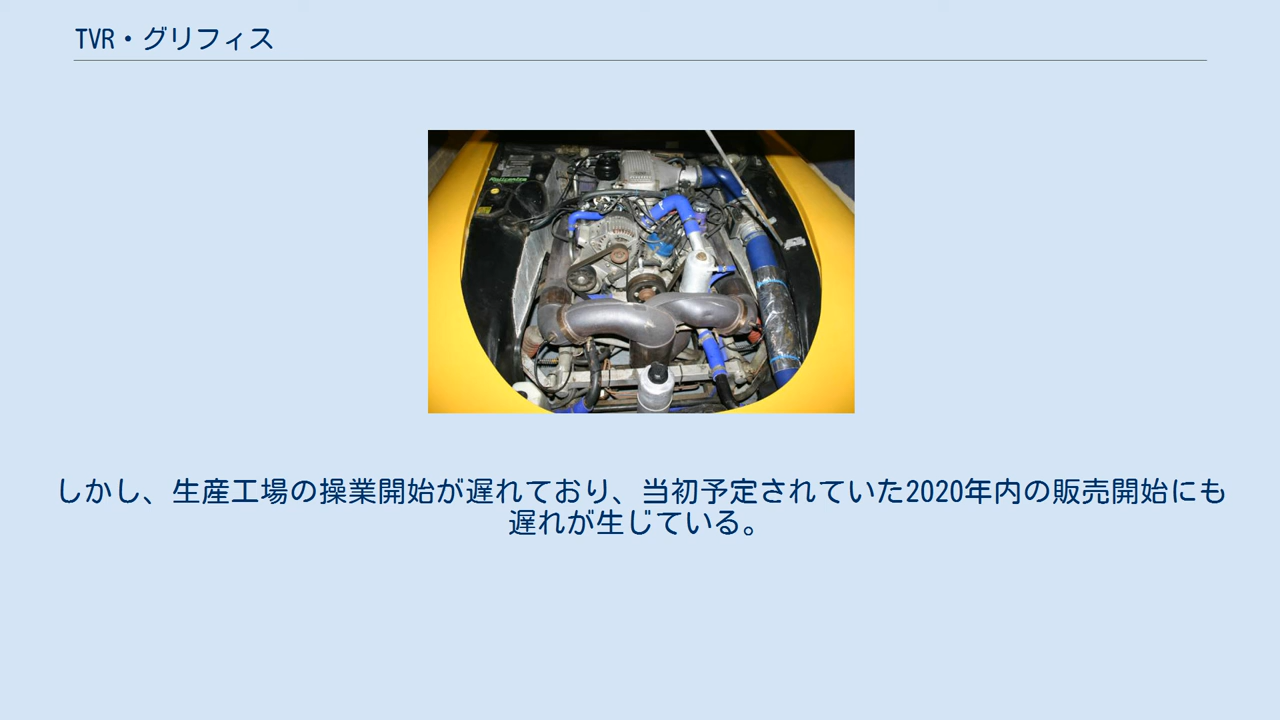 TVR・グリフィス
しかし、生産工場の操業開始が遅れており、当初予定されていた2020年内の販売開始にも
遅れが生じている。